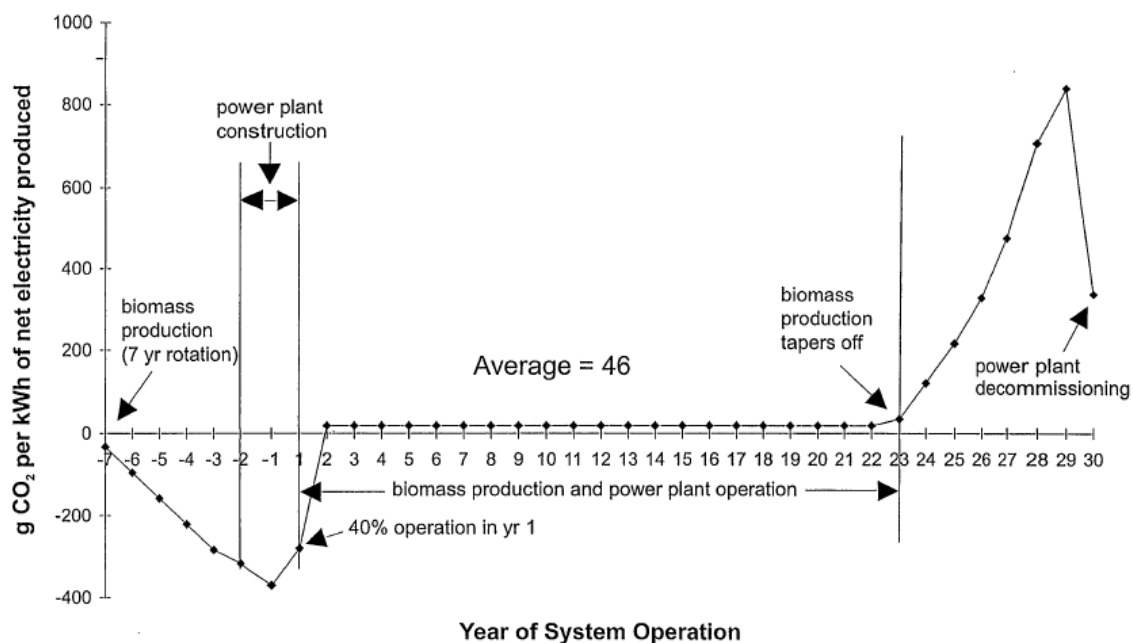 1000
800
600
400
200
0
-200
-400
g CO2 per kWh of net electricity produced
power plant
construction
biomass
production
(7 yr rotation)
Average = 46
biomass
production
tapers off
power plant
decommissioning
-7 -6 -5 -4 -3 -2 -1 1 2 3 4 5 6 7 8 9 10 11 12 13 14 15 16 17 18 19 20 21 22 23 24 25 26 27 28 29 30
biomass production and power plant operation
40% operation in yr 1
Year of System Operation